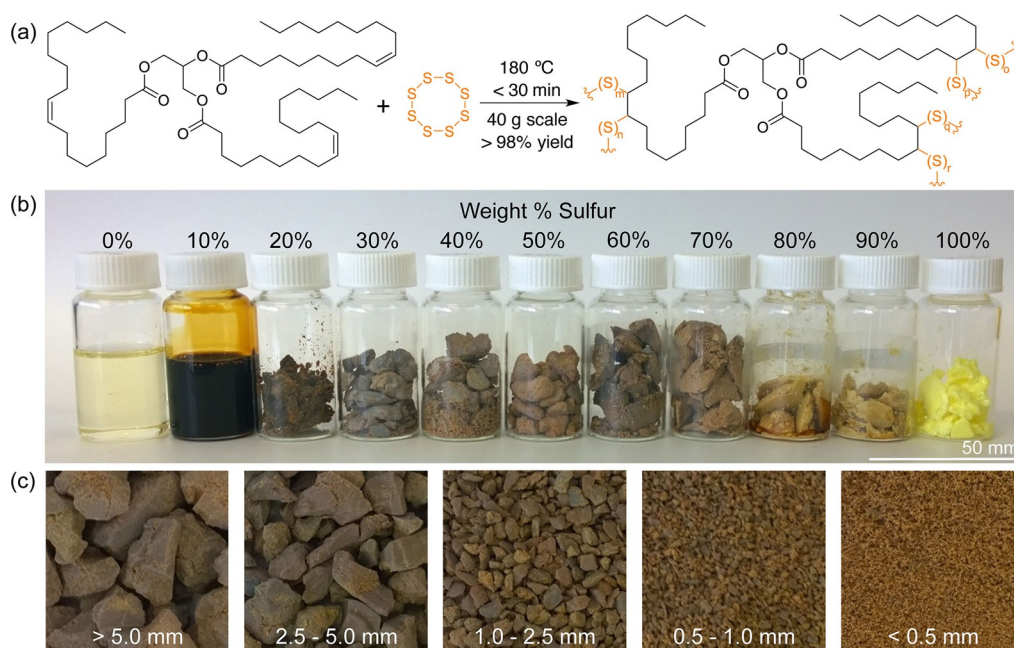 (a)
O
O
O
O
O
O
+
S
S
S
S
S
S
S
S
180 ºC
< 30 min
40 g scale
> 98% yield
O
O
O
O
O
O
(S)m
(S)n
(S)o
(S)p
(S)q
(S)r
(b)
Weight % Sulfur
0% 10% 20% 30% 40% 50% 60% 70% 80% 90% 100%
50 mm
(c)
> 5.0 mm 2.5 - 5.0 mm 1.0 - 2.5 mm 0.5 - 1.0 mm < 0.5 mm